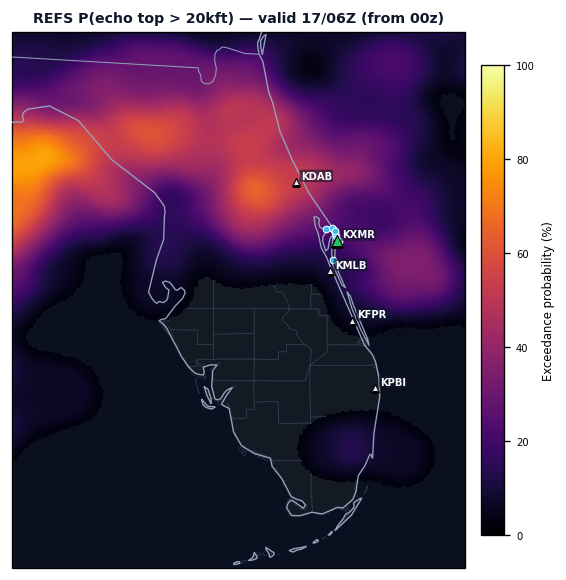 REFS P(echo top > 20kft) — valid 17/06Z (from 00z)
KDAB
KXMR
KMLB
KFPR
KPBI
100
80
60
40
20
0
Exceedance probability (%)